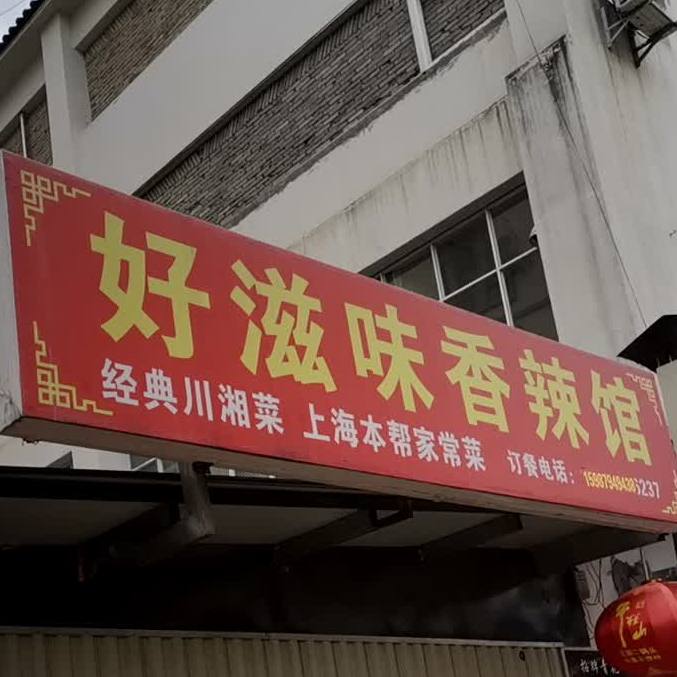 好滋味香辣馆
经典川湘菜 上海本帮家常菜 订餐电话：